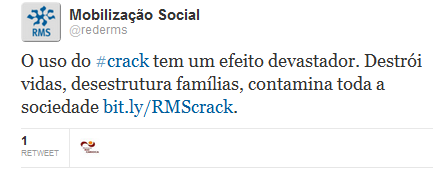 RMS
Mobilização Social
@rederms
O uso do #crack tem um efeito devastador. Destrói
vidas, desestrutura famílias, contamina toda a
sociedade bit.ly/RMScrack.
1
RETWEET